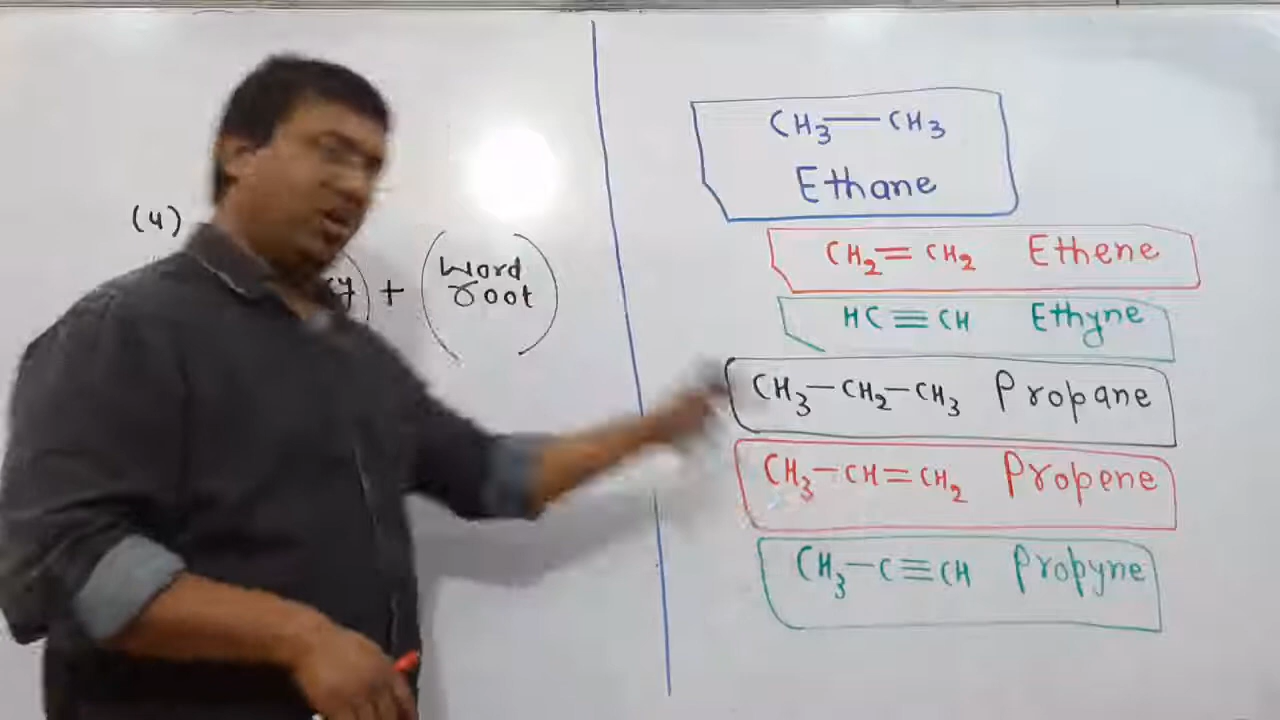 (4)
+ (Word
root)
CH3—CH3
Ethane
CH2=CH2 Ethene
HC≡CH Ethyne
CH3—CH2—CH3 Propane
CH3—CH=CH2 Propene
CH3—C≡CH Propyne